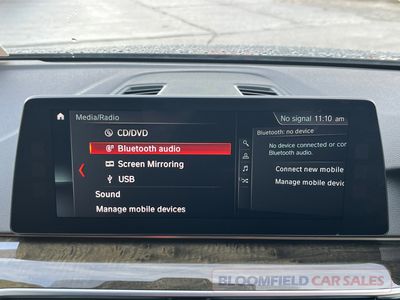 Media/Radio
No signal 11:10 am
CD/DVD
Bluetooth audio
Screen Mirroring
USB
Sound
Manage mobile devices
Bluetooth: no device
No device connected or cor
Bluetooth audio.
Connect new mobile
Manage mobile devic
BLOOMFIELD CAR SALES